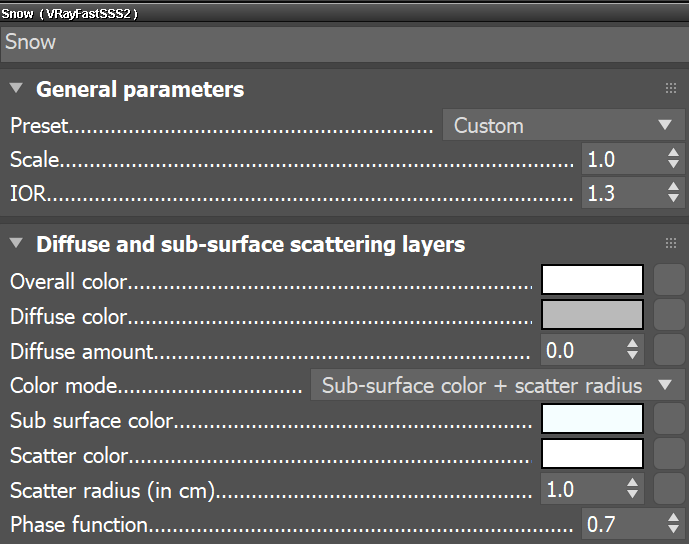 Snow ( VRayFastSSS2 )
Snow
General parameters
Preset................................................................ Custom
Scale......................................................................................... 1.0
IOR........................................................................................... 1.3
Diffuse and sub-surface scattering layers
Overall color.....................................................................
Diffuse color.....................................................................
Diffuse amount................................................................ 0.0
Color mode............................... Sub-surface color + scatter radius
Sub surface color.............................................................
Scatter color.....................................................................
Scatter radius (in cm)...................................................... 1.0
Phase function......................................................................... 0.7